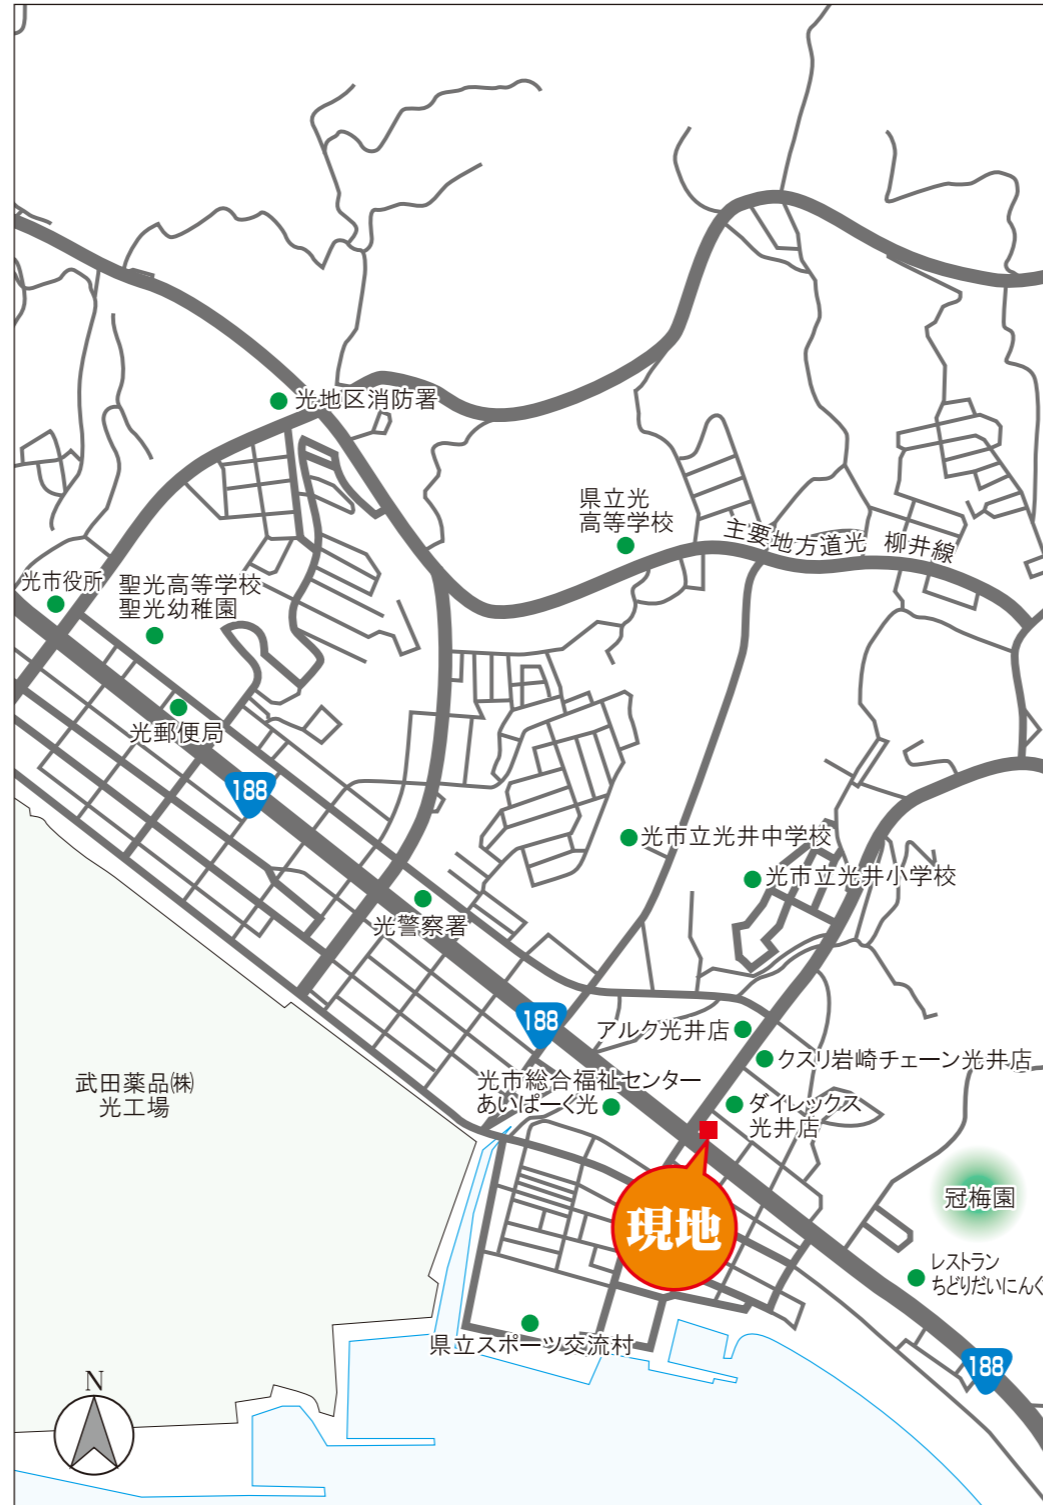 光地区消防署
県立光
高等学校
主要地方道光 柳井線
光市役所
聖光高等学校
聖光幼稚園
光郵便局
188
光市立光井中学校
光市立光井小学校
光警察署
188
アルク光井店
クスリ岩崎チェーン光井店
武田薬品㈱
光工場
光市総合福祉センター
あいぱーく光
ダイレックス
光井店
現地
冠梅園
レストラン
ちどりだいにんぐ
県立スポーツ交流村
188
N